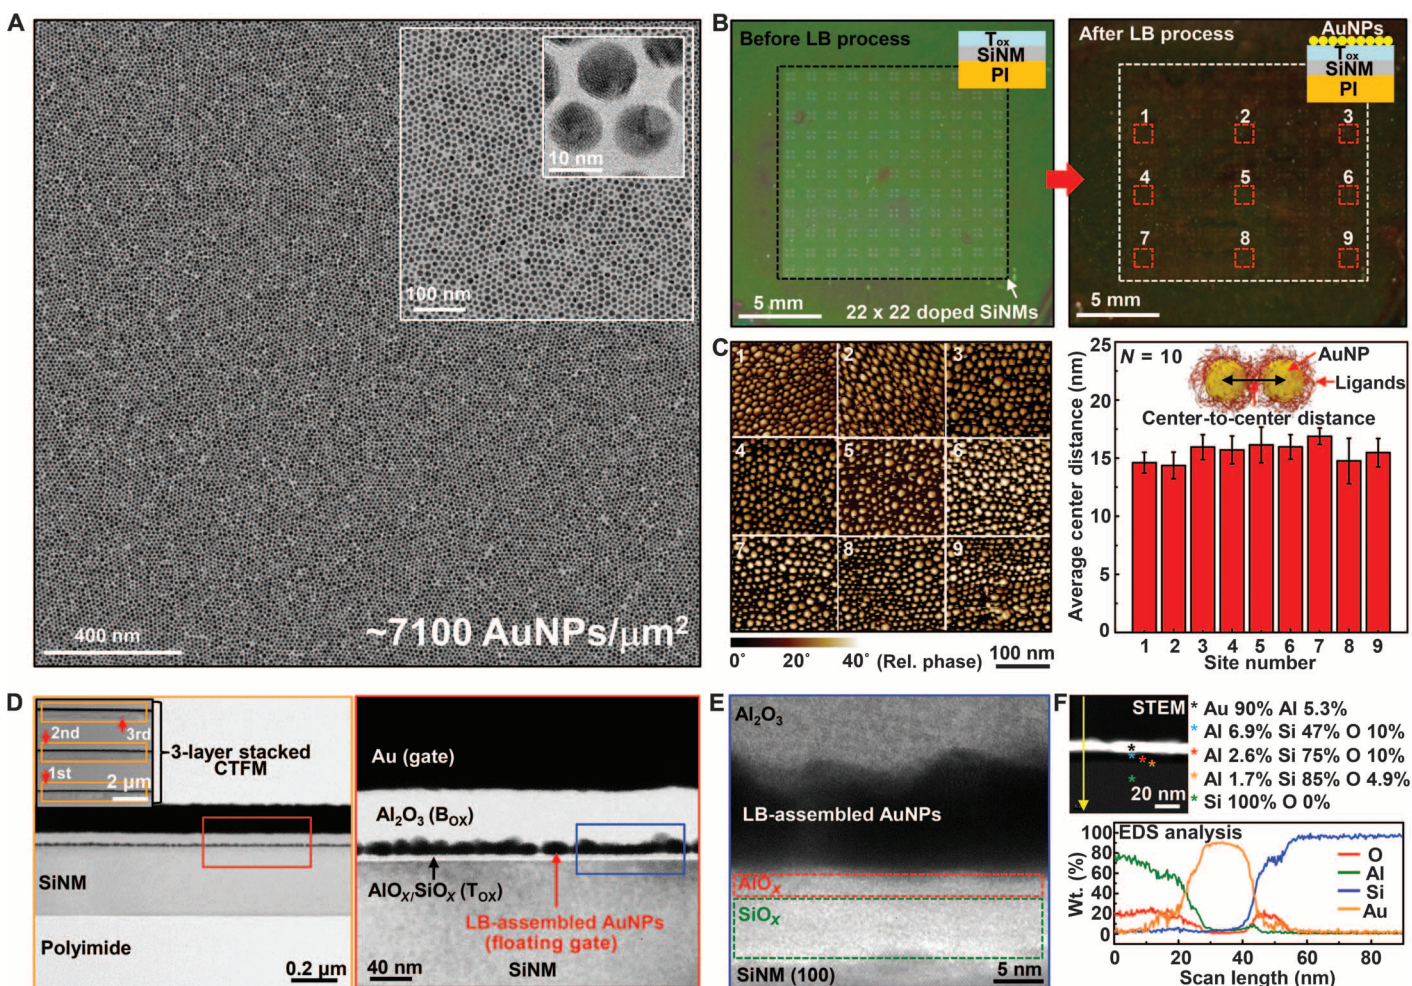 A
10 nm
100 nm
400 nm
~7100 AuNPs/μm²
B
Before LB process
Tox
SiNM
PI
5 mm
22 x 22 doped SiNMs
After LB process
AuNPs
Tox
SiNM
PI
1 2 3
4 5 6
7 8 9
5 mm
C
1 2 3
4 5 6
7 8 9
0° 20° 40° (Rel. phase) 100 nm
N = 10
AuNP
Ligands
Center-to-center distance
Average center distance (nm)
25
20
15
10
5
0
1 2 3 4 5 6 7 8 9
Site number
D
2nd
3rd
1st
2 μm
3-layer stacked
CTFM
SiNM
Polyimide
0.2 μm
Au (gate)
Al₂O₃ (BOX)
AlOx/SiOx (TOX)
LB-assembled AuNPs
(floating gate)
40 nm
SiNM
E
Al₂O₃
LB-assembled AuNPs
AlOx
SiOx
SiNM (100)
5 nm
F
STEM
20 nm
* Au 90% Al 5.3%
* Al 6.9% Si 47% O 10%
* Al 2.6% Si 75% O 10%
* Al 1.7% Si 85% O 4.9%
* Si 100% O 0%
EDS analysis
Wt. (%)
100
80
60
40
20
0
O
Al
Si
Au
0 20 40 60 80
Scan length (nm)